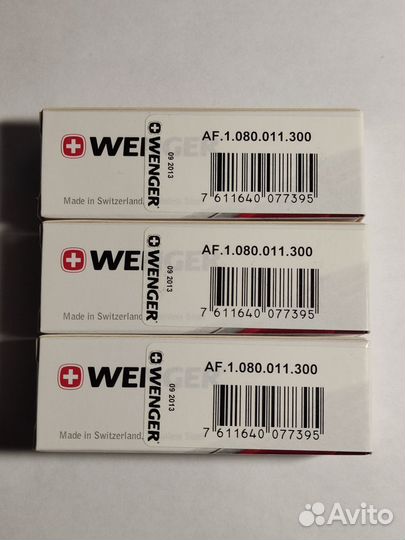 WENGER
WENGER
09 2013
AF.1.080.011.300
7 611640 077395
Made in Switzerland,
WENGER
WENGER
09 2013
AF.1.080.011.300
7 611640 077395
Made in Switzerland,
WENGER
WENGER
09 2013
AF.1.080.011.300
7 611640 077395
Made in Switzerland,
Avito